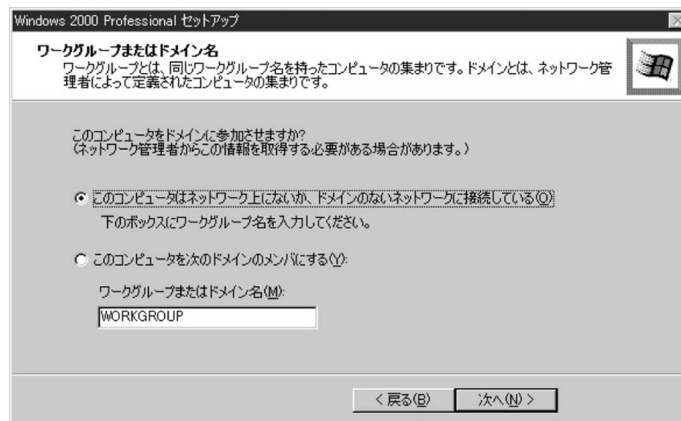 Windows 2000 Professional セットアップ
ワークグループまたはドメイン名
ワークグループとは、同じワークグループ名を持ったコンピュータの集まりです。ドメインとは、ネットワーク管
理者によって定義されたコンピュータの集まりです。
このコンピュータをドメインに参加させますか?
(ネットワーク管理者からこの情報を取得する必要がある場合があります。)
このコンピュータはネットワーク上にないか、ドメインのないネットワークに接続している(O)
下のボックスにワークグループ名を入力してください。
このコンピュータを次のドメインのメンバにする(Y):
ワークグループまたはドメイン名(M):
WORKGROUP
< 戻る(B)
次へ(N) >